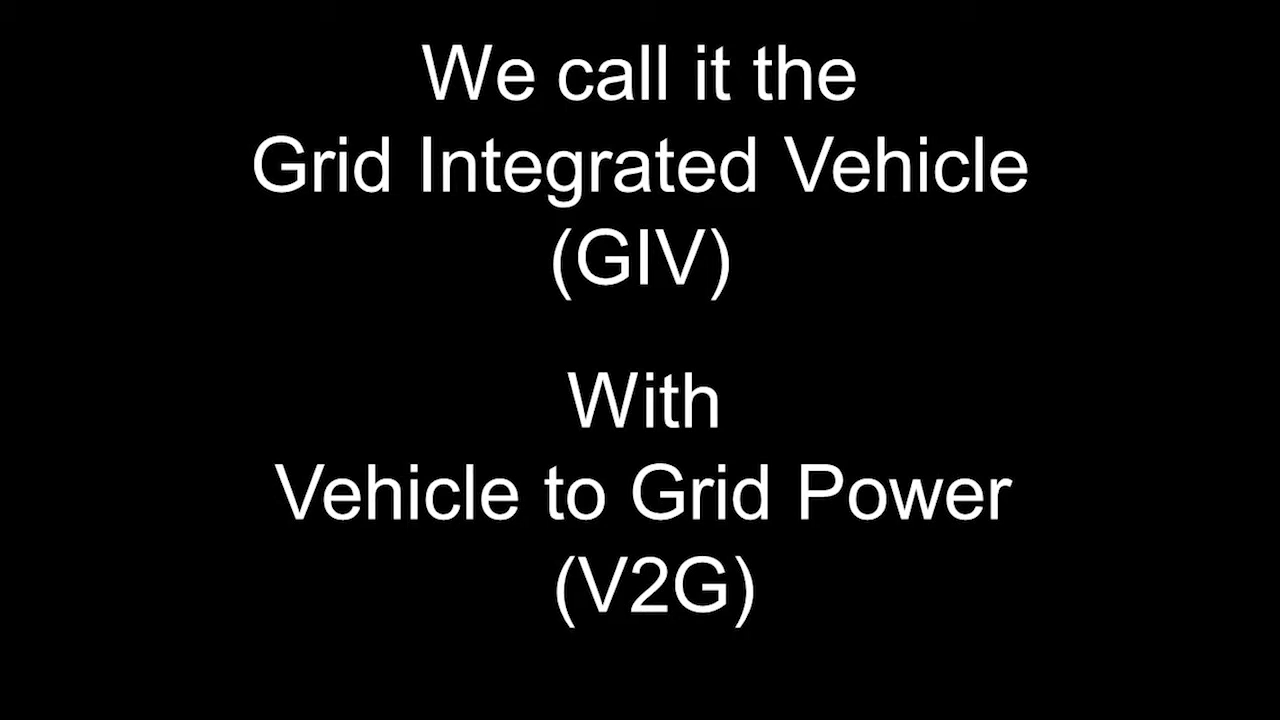 We call it the
Grid Integrated Vehicle
(GIV)
With
Vehicle to Grid Power
(V2G)